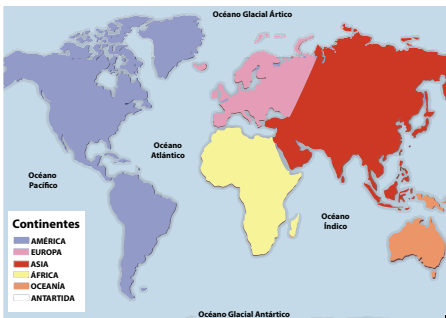 Océano Glacial Ártico
Océano
Atlántico
Océano
Pacífico
Océano
Índico
Continentes
AMÉRICA
EUROPA
ASIA
ÁFRICA
OCEANÍA
ANTARTIDA
Océano Glacial Antártico